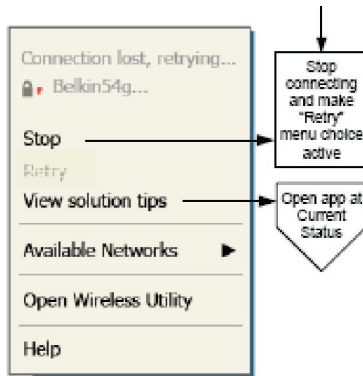 Connection lost, retrying...
Belkin54g...
Stop
Retry
View solution tips
Available Networks
Open Wireless Utility
Help
Stop
connecting
and make
"Retry"
menu choice
active
Open app at
Current
Status